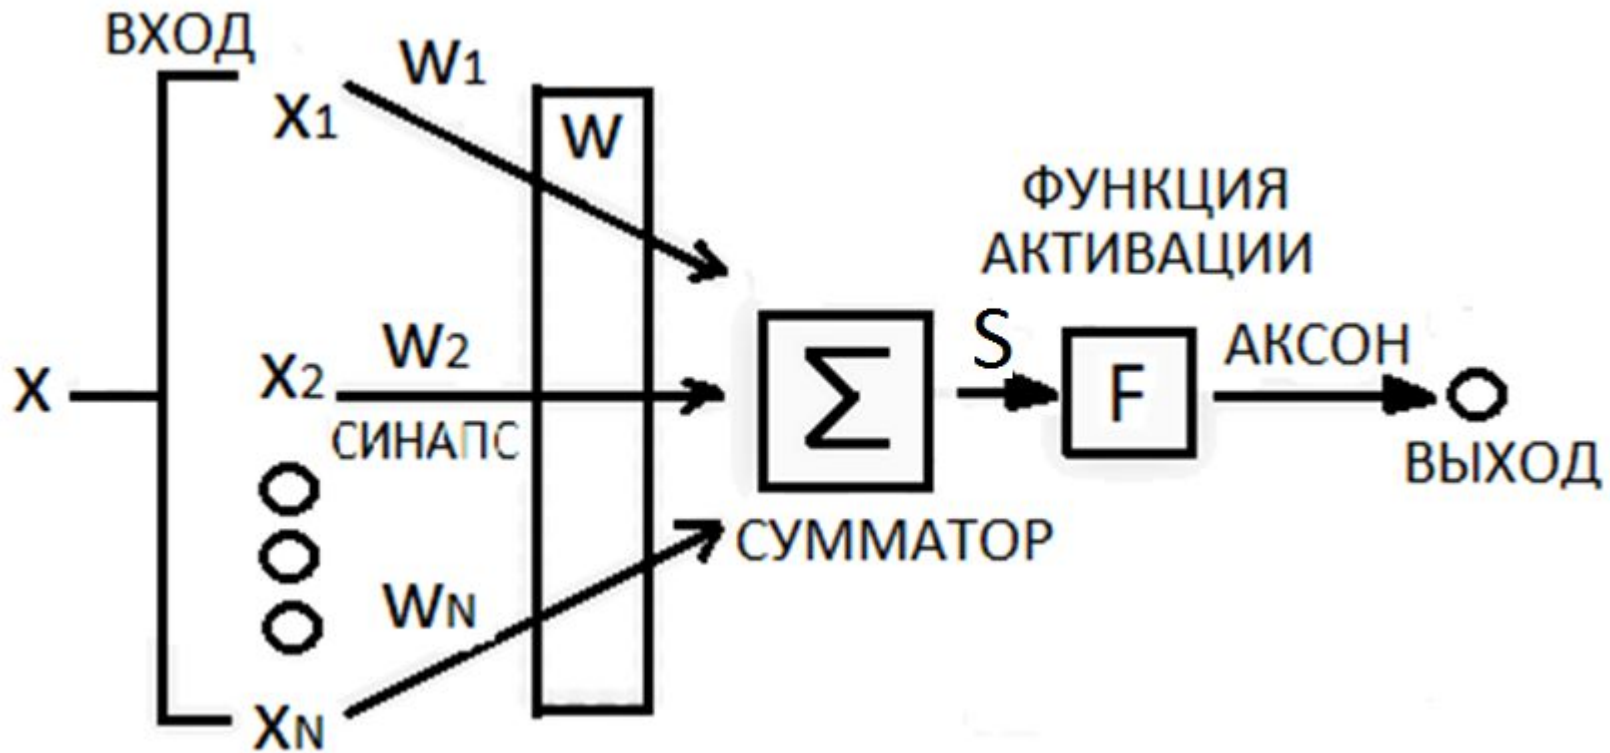 ВХОД
X1
W1
W
X
X2
W2
СИНАПС
WN
XN
Σ
СУММАТОР
S
ФУНКЦИЯ
АКТИВАЦИИ
F
АКСОН
ВЫХОД